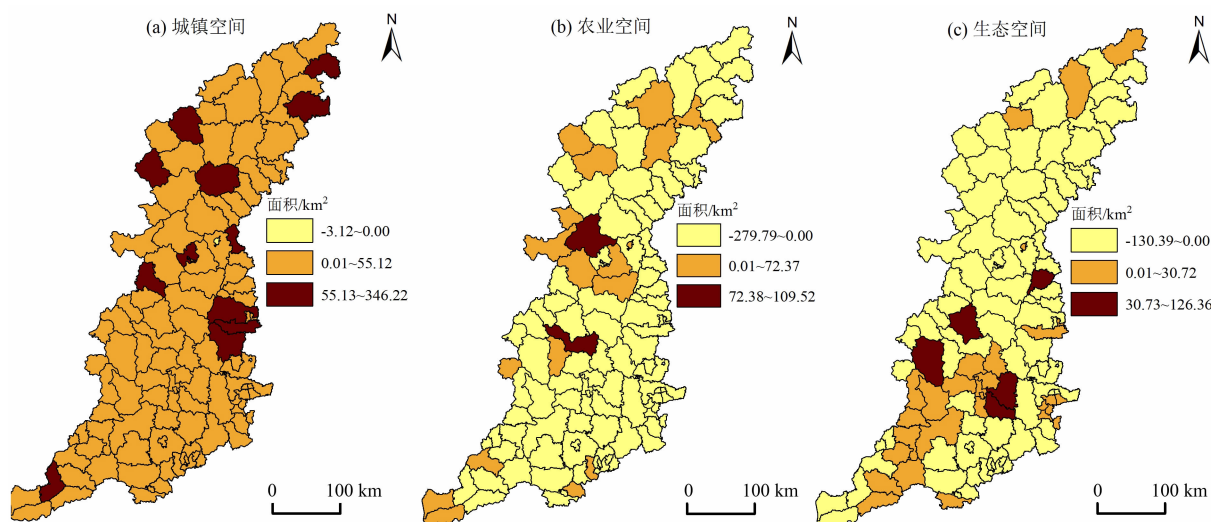 (a) 城镇空间
N
面积/km²
-3.12~0.00
0.01~55.12
55.13~346.22
0 100 km
(b) 农业空间
N
面积/km²
-279.79~0.00
0.01~72.37
72.38~109.52
0 100 km
(c) 生态空间
N
面积/km²
-130.39~0.00
0.01~30.72
30.73~126.36
0 100 km